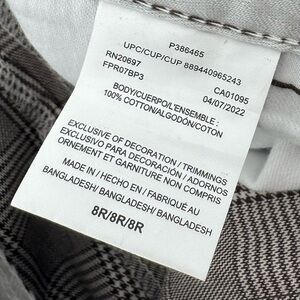 P386465
UPC/CUP/CUP 889440965243
RN20697 CA01095
FPR07BP3 04/07/2022
BODY/CUERPO/L'ENSEMBLE :
100% COTTON/ALGODÓN/COTON
EXCLUSIVE OF DECORATION / TRIMMINGS
EXCLUSIVO PARA DECORACIÓN / ADORNOS
ORNEMENT ET GARNITURE NON COMPRIS
MADE IN / HECHO EN / FABRIQUÉ AU
BANGLADESH/ BANGLADESH/ BANGLADESH
8R/8R/8R